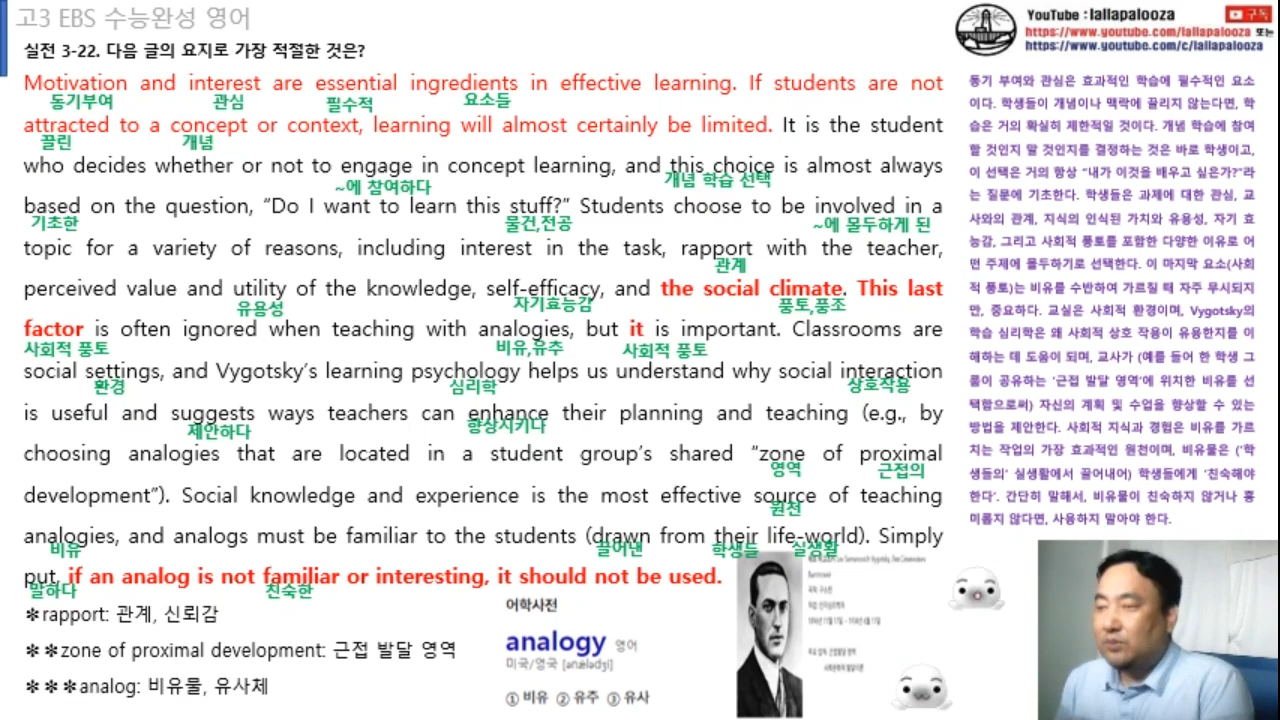 고3 EBS 수능완성 영어
YouTube : lallapalooza
구독
https://www.youtube.com/lallapalooza 또는
https://www.youtube.com/c/lallapalooza
실전 3-22. 다음 글의 요지로 가장 적절한 것은?
Motivation and interest are essential ingredients in effective learning. If students are not
동기부여 관심 필수적 요소들
attracted to a concept or context, learning will almost certainly be limited. It is the student
끌린 개념
who decides whether or not to engage in concept learning, and this choice is almost always
~에 참여하다 개념 학습 선택
based on the question, “Do I want to learn this stuff?” Students choose to be involved in a
기초한 물건,전공 ~에 몰두하게 된
topic for a variety of reasons, including interest in the task, rapport with the teacher,
관계
perceived value and utility of the knowledge, self-efficacy, and the social climate. This last
유용성 자기효능감 풍토,풍조
factor is often ignored when teaching with analogies, but it is important. Classrooms are
사회적 풍토 비유,유추 사회적 풍토
social settings, and Vygotsky’s learning psychology helps us understand why social interaction
환경 심리학 상호작용
is useful and suggests ways teachers can enhance their planning and teaching (e.g., by
제안하다 향상시키다
choosing analogies that are located in a student group’s shared “zone of proximal
영역 근접의
development”). Social knowledge and experience is the most effective source of teaching
원천
analogies, and analogs must be familiar to the students (drawn from their life-world). Simply
비유 끌어낸 학생들 실생활
put, if an analog is not familiar or interesting, it should not be used.
말하다 친숙한
∗rapport: 관계, 신뢰감
∗∗zone of proximal development: 근접 발달 영역
∗∗∗analog: 비유물, 유사체
어학사전
analogy 영어
미국/영국 [ənǽlədʒi]
① 비유 ② 유추 ③ 유사
동기 부여와 관심은 효과적인 학습에 필수적인 요소
이다. 학생들이 개념이나 맥락에 끌리지 않는다면, 학
습은 거의 확실히 제한적일 것이다. 개념 학습에 참여
할 것인지 말 것인지를 결정하는 것은 바로 학생이고,
이 선택은 거의 항상 “내가 이것을 배우고 싶은가?”라
는 질문에 기초한다. 학생들은 과제에 대한 관심, 교
사와의 관계, 지식의 인식된 가치와 유용성, 자기 효
능감, 그리고 사회적 풍토를 포함한 다양한 이유로 어
떤 주제에 몰두하기로 선택한다. 이 마지막 요소(사회
적 풍토)는 비유를 수반하여 가르칠 때 자주 무시되지
만, 중요하다. 교실은 사회적 환경이며, Vygotsky의
학습 심리학은 왜 사회적 상호 작용이 유용한지를 이
해하는 데 도움이 되며, 교사가 (예를 들어 한 학생 그
룹이 공유하는 ‘근접 발달 영역’에 위치한 비유를 선
택함으로써) 자신의 계획 및 수업을 향상할 수 있는
방법을 제안한다. 사회적 지식과 경험은 비유를 가르
치는 작업의 가장 효과적인 원천이며, 비유물은 (‘학
생들의’ 실생활에서 끌어내어) 학생들에게 ‘친숙해야
한다’. 간단히 말해서, 비유물이 친숙하지 않거나 흥
미롭지 않다면, 사용하지 말아야 한다.